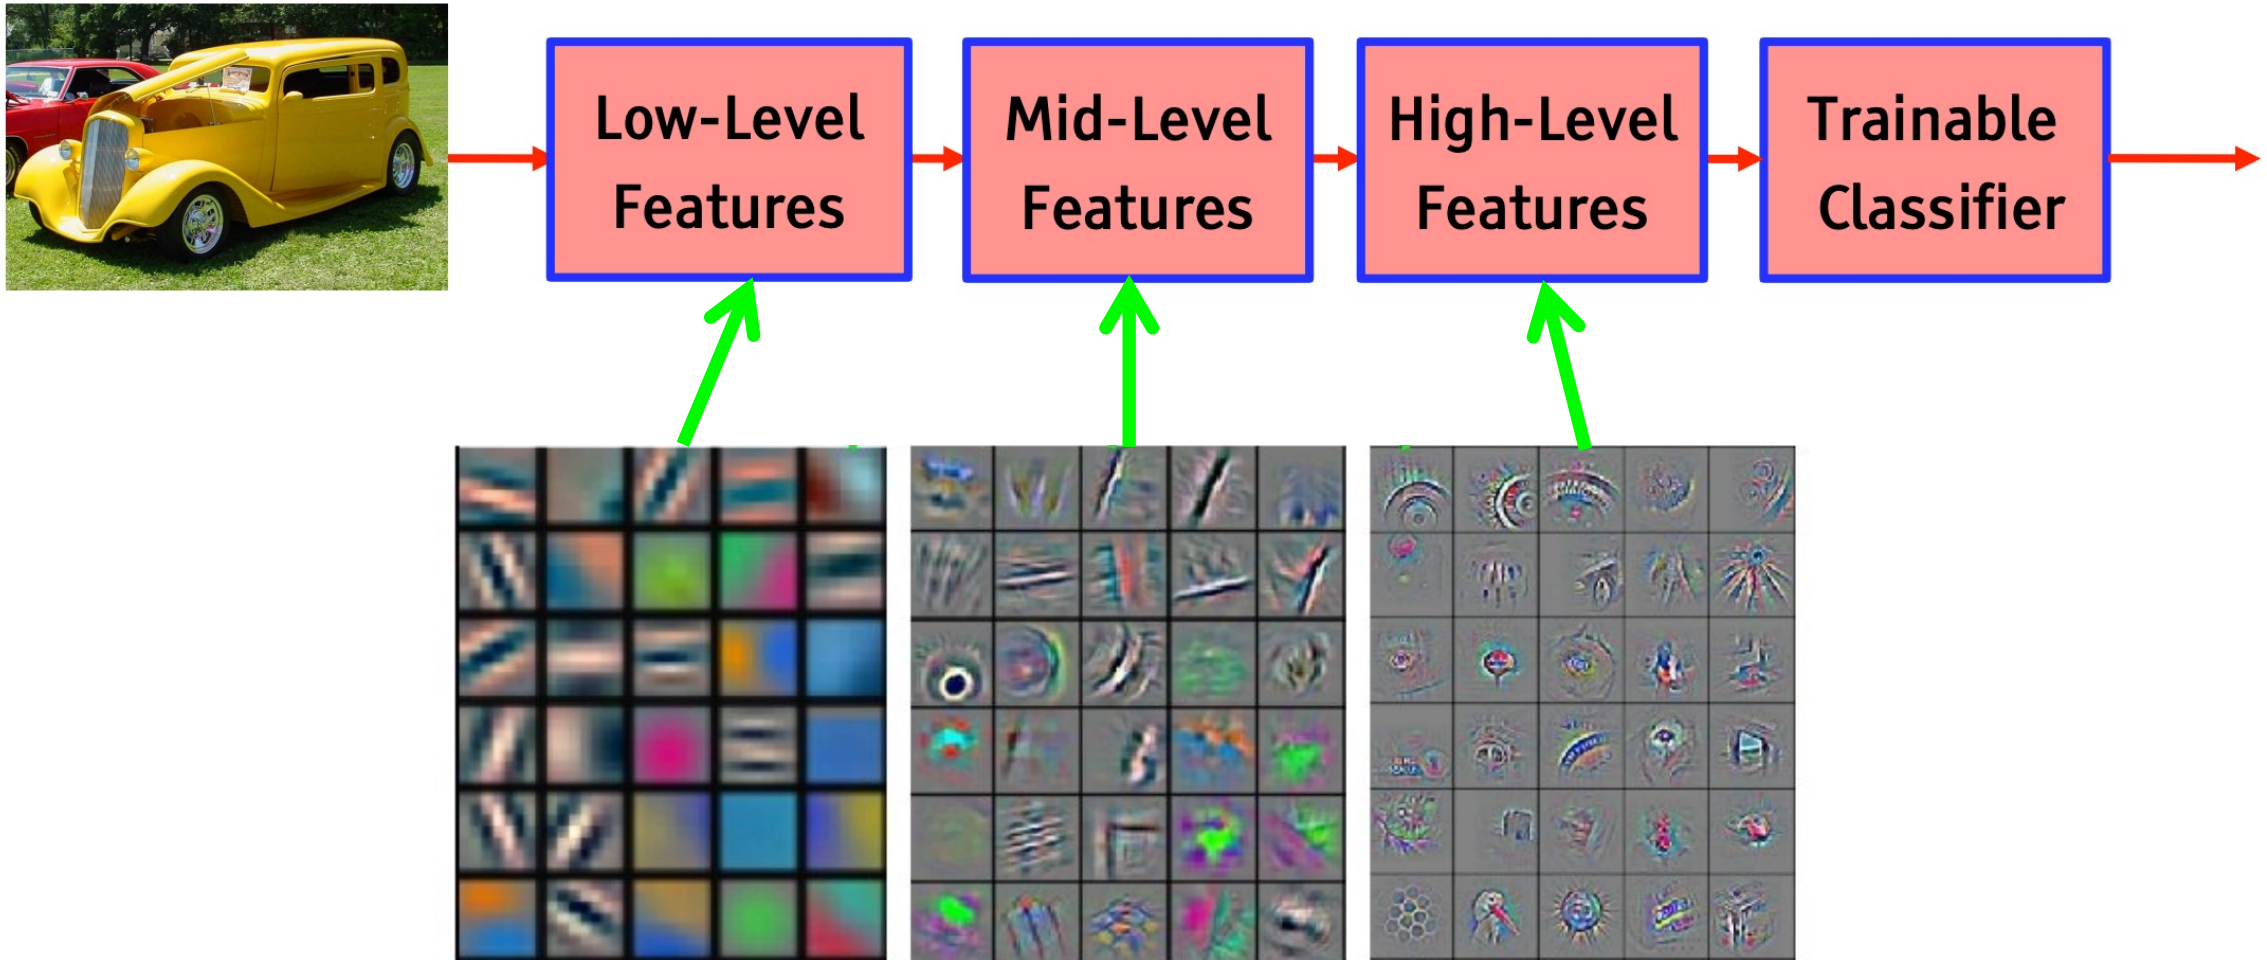 Low-Level
Features
Mid-Level
Features
High-Level
Features
Trainable
Classifier